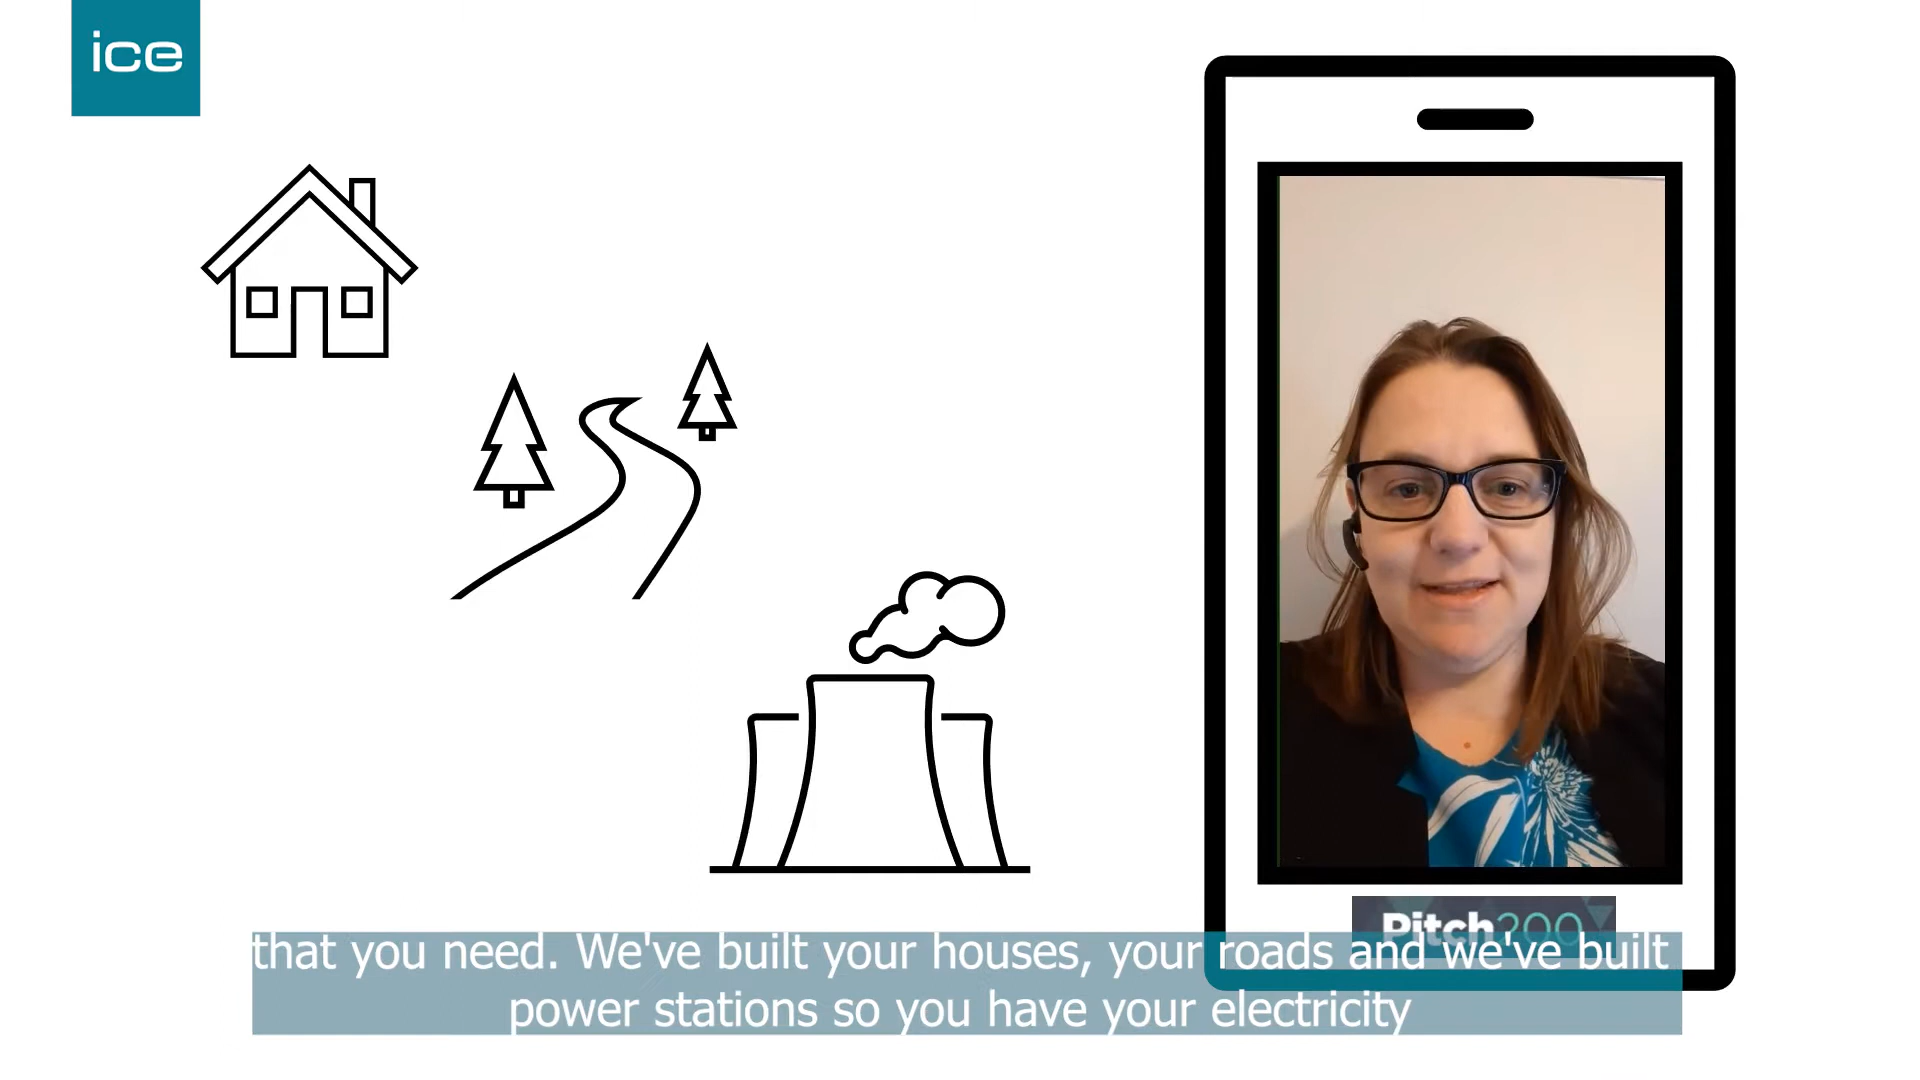 ice
Pitch200
that you need. We've built your houses, your roads and we've built
power stations so you have your electricity